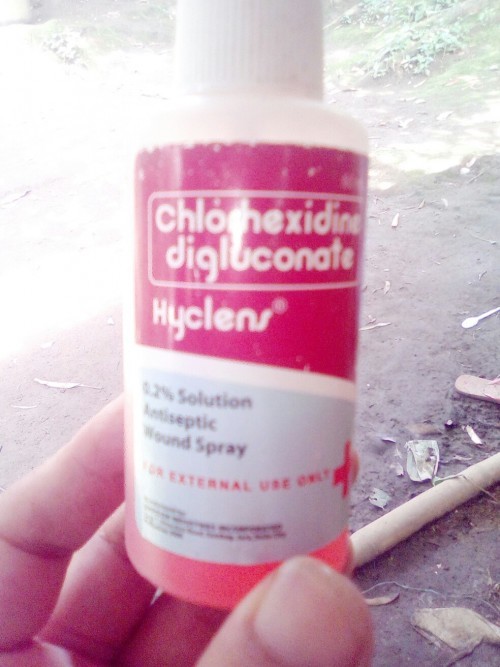 Chlorhexidine
digluconate
Hyclens®
0.2% Solution
Antiseptic
Wound Spray
FOR EXTERNAL USE ONLY